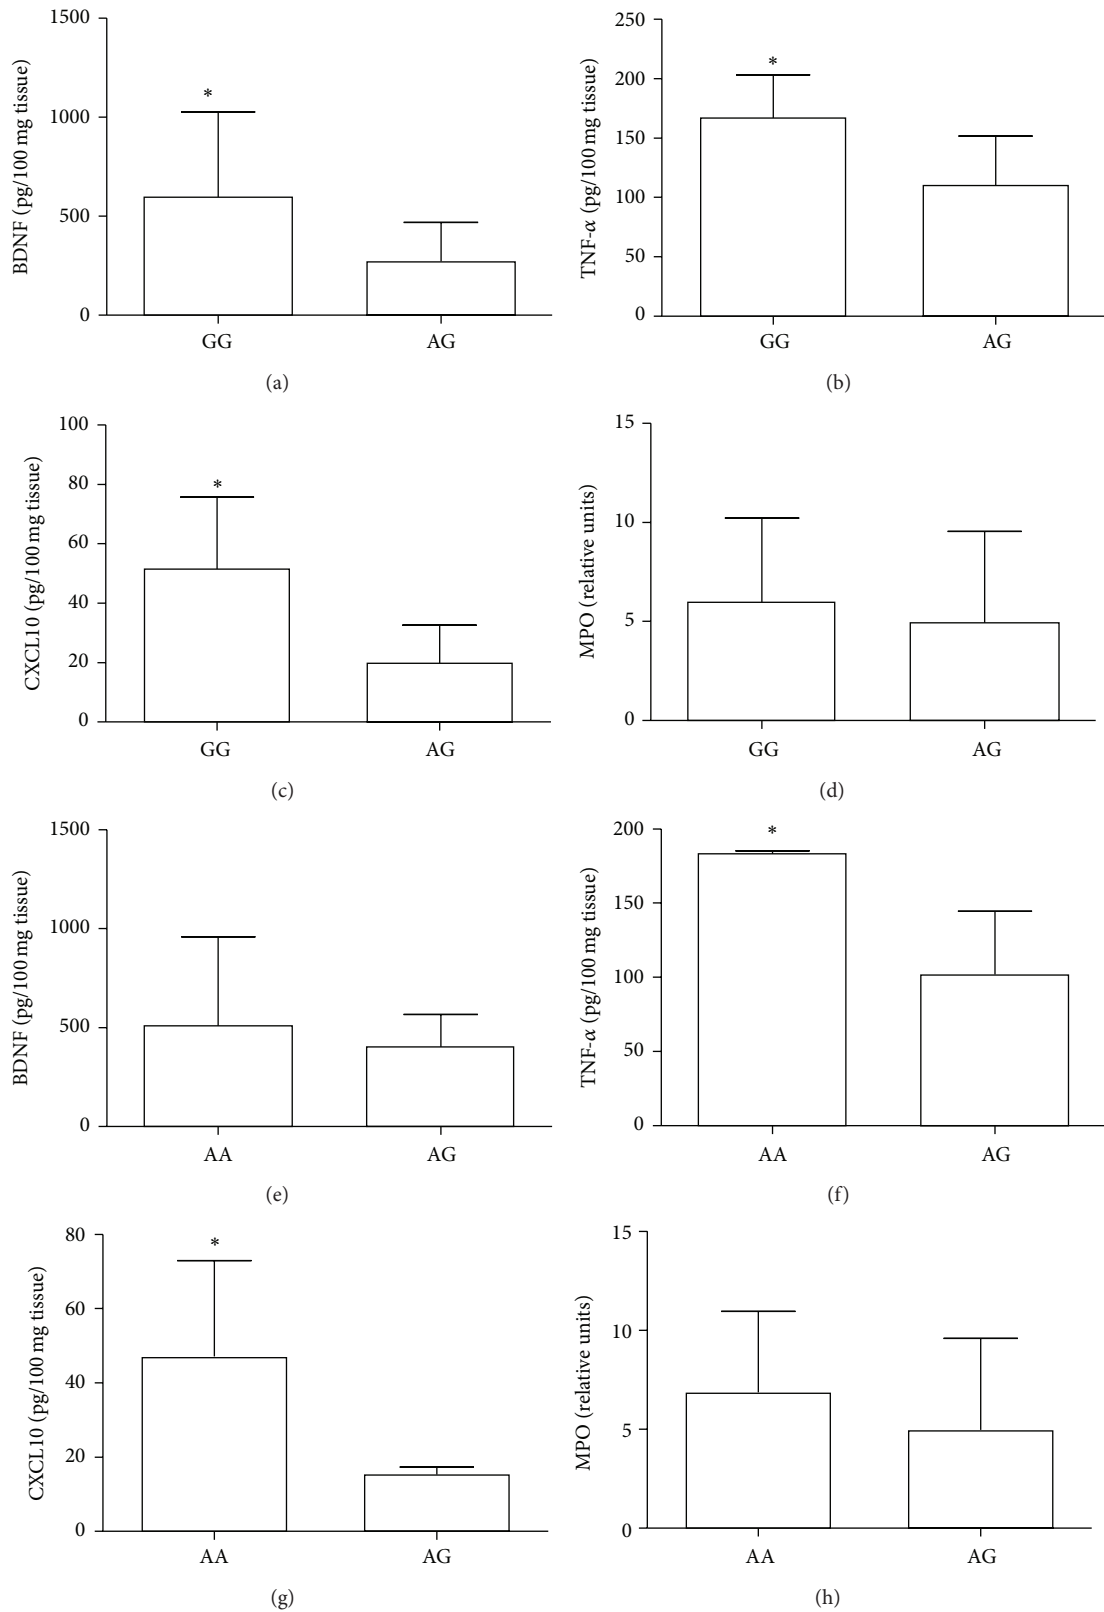 BDNF (pg/100 mg tissue)
1500
1000
500
0
*
GG
AG
(a)
TNF-α (pg/100 mg tissue)
250
200
150
100
50
0
*
GG
AG
(b)
CXCL10 (pg/100 mg tissue)
100
80
60
40
20
0
*
GG
AG
(c)
MPO (relative units)
15
10
5
0
GG
AG
(d)
BDNF (pg/100 mg tissue)
1500
1000
500
0
AA
AG
(e)
TNF-α (pg/100 mg tissue)
200
150
100
50
0
*
AA
AG
(f)
CXCL10 (pg/100 mg tissue)
80
60
40
20
0
*
AA
AG
(g)
MPO (relative units)
15
10
5
0
AA
AG
(h)